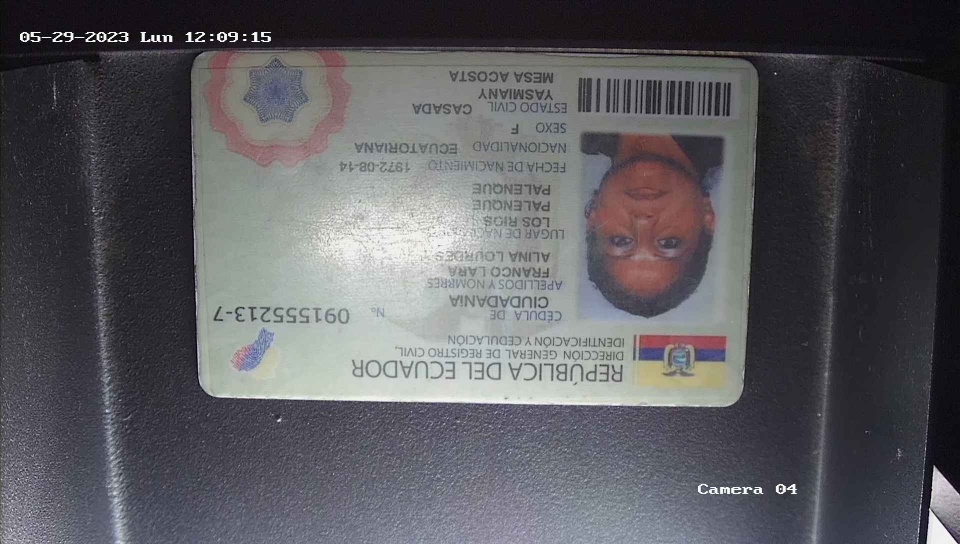 05-29-2023 Lun 12:09:15
REPÚBLICA DEL ECUADOR
DIRECCIÓN GENERAL DE REGISTRO CIVIL,
IDENTIFICACIÓN Y CEDULACIÓN
CÉDULA DE
CIUDADANÍA
No. 091555213-7
APELLIDOS Y NOMBRES
FRANCO LARA
ALINA LOURDES
LUGAR DE
LOS RIOS
PALENQUE
PALENQUE
FECHA DE NACIMIENTO 1972-08-14
NACIONALIDAD ECUATORIANA
SEXO F
ESTADO CIVIL CASADA
YASMIANY
MESA ACOSTA
Camera 04